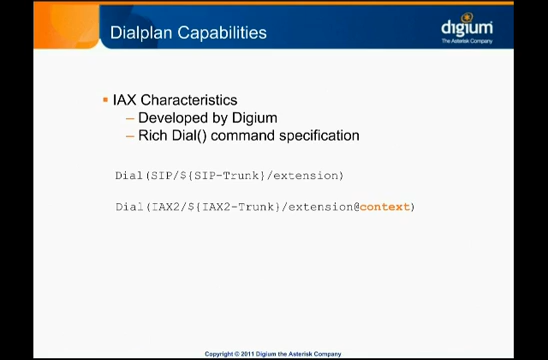 Dialplan Capabilities
digium
The Asterisk Company
IAX Characteristics
– Developed by Digium
– Rich Dial() command specification
Dial(SIP/${SIP-Trunk}/extension)
Dial(IAX2/${IAX2-Trunk}/extension@context)
Copyright © 2011 Digium the Asterisk Company